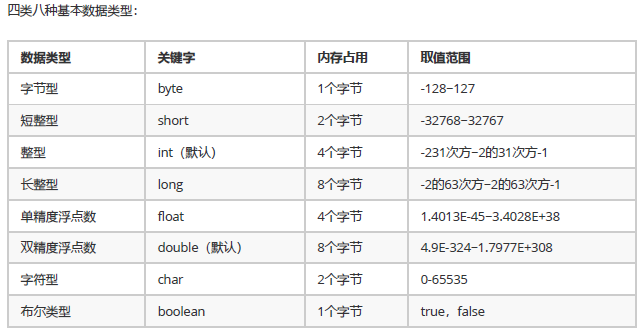 四类八种基本数据类型：
数据类型 关键字 内存占用 取值范围
字节型 byte 1个字节 -128~127
短整型 short 2个字节 -32768~32767
整型 int（默认） 4个字节 -231次方~2的31次方-1
长整型 long 8个字节 -2的63次方~2的63次方-1
单精度浮点数 float 4个字节 1.4013E-45~3.4028E+38
双精度浮点数 double（默认） 8个字节 4.9E-324~1.7977E+308
字符型 char 2个字节 0-65535
布尔类型 boolean 1个字节 true，false